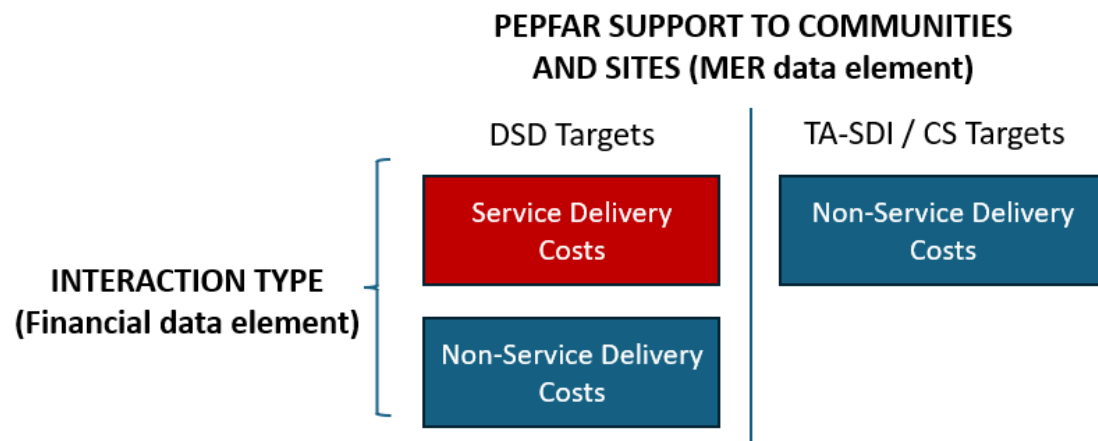 PEPFAR SUPPORT TO COMMUNITIES
AND SITES (MER data element)
DSD Targets
TA-SDI / CS Targets
Service Delivery
Costs
Non-Service Delivery
Costs
INTERACTION TYPE
(Financial data element)
Non-Service Delivery
Costs